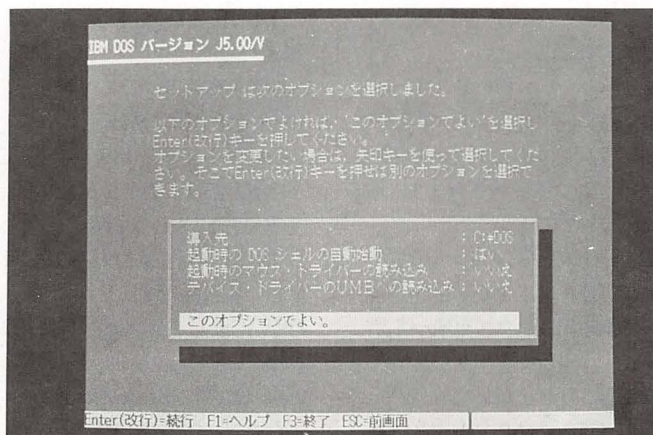 IBM DOS バージョン J5.00/V
セットアップ は次のオプションを選択しました。
以下のオプションでよければ, 'このオプションでよい'を選択し
Enter(改行)キーを押してください。
オプションを変更したい場合は, 矢印キーを使って選択してくだ
さい。そこでEnter(改行)キーを押せば別のオプションを選択で
きます。
導入先 : C:¥DOS
起動時の DOS シェルの自動始動 : はい
起動時のマウス・ドライバーの読み込み : いいえ
デバイス・ドライバーのUMBへの読み込み : いいえ
このオプションでよい。
Enter(改行)=続行 F1=ヘルプ F3=終了 ESC=前画面